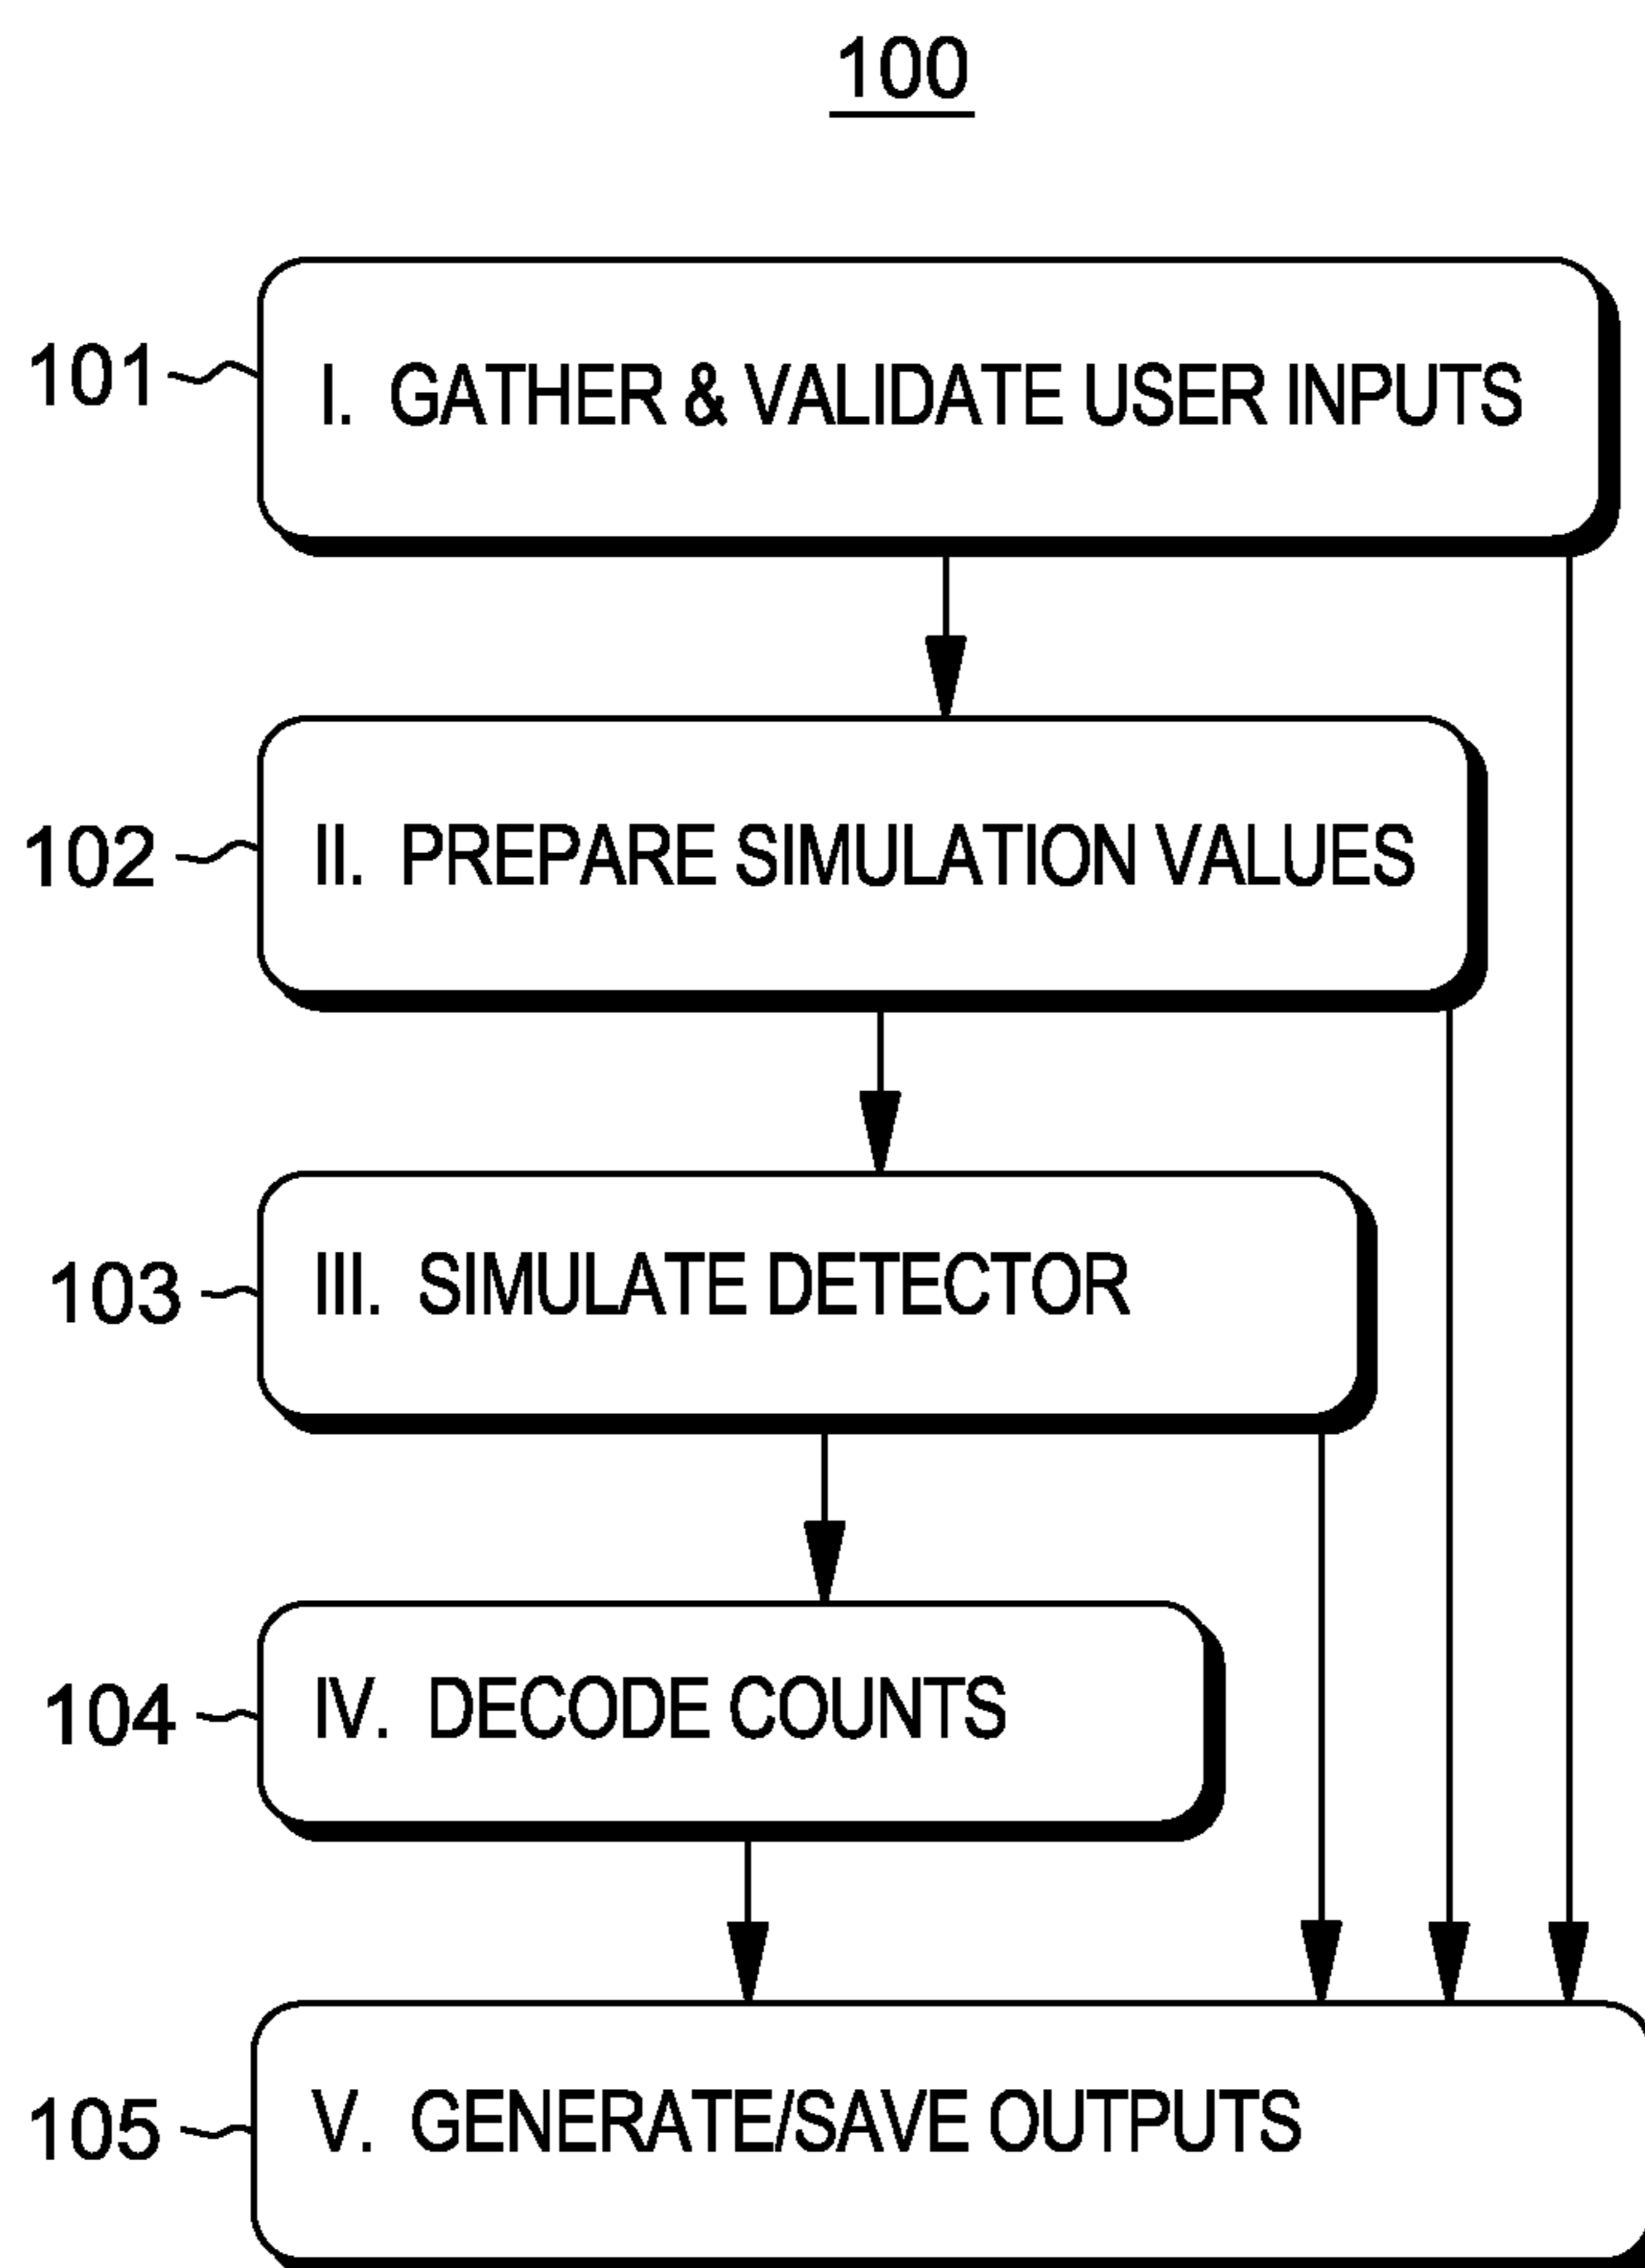 100
101
I. GATHER & VALIDATE USER INPUTS
102
II. PREPARE SIMULATION VALUES
103
III. SIMULATE DETECTOR
104
IV. DECODE COUNTS
105
V. GENERATE/SAVE OUTPUTS